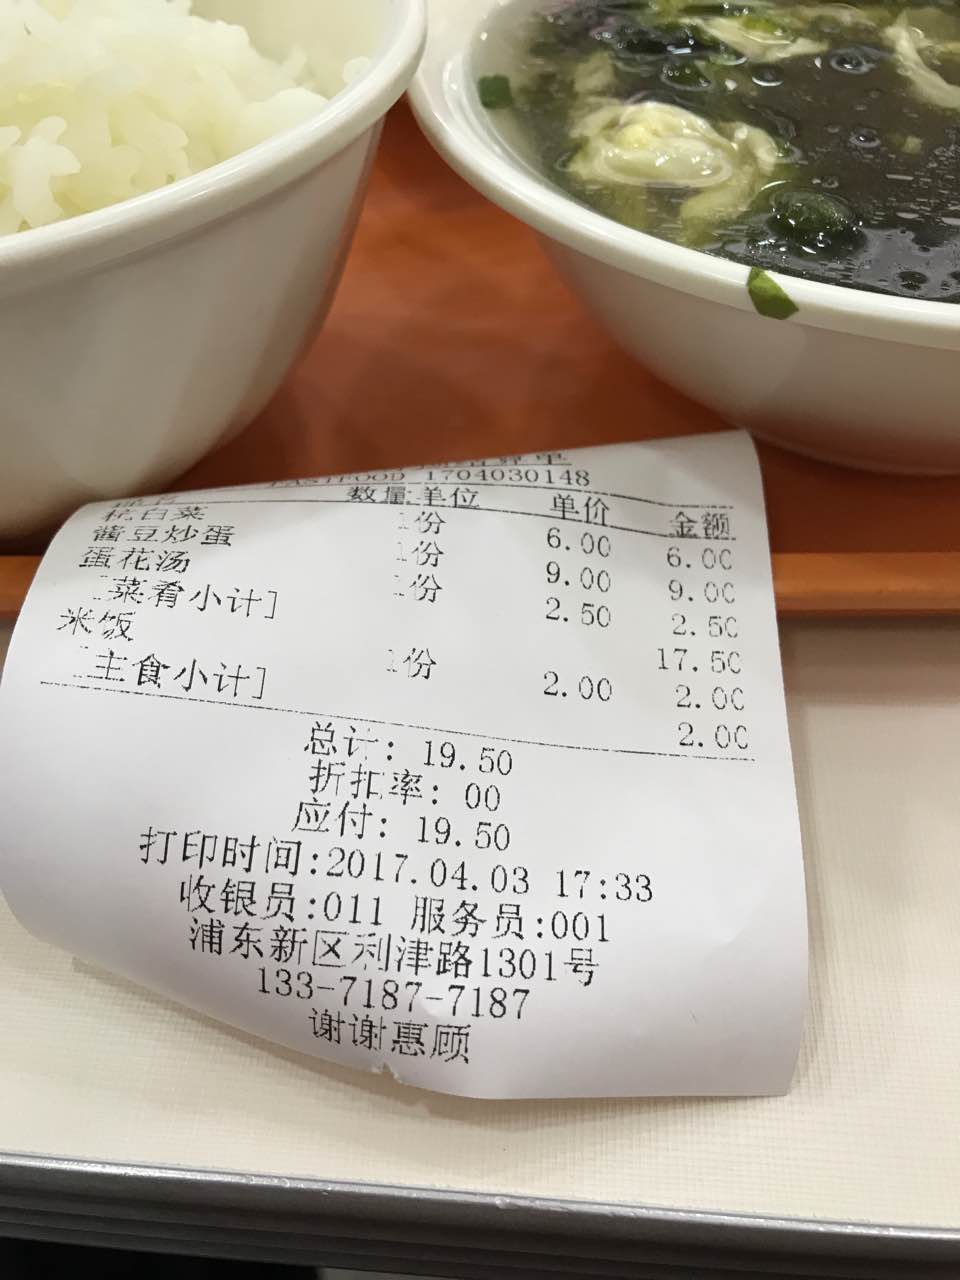 FASTFOOD 1704030148
数量 单位 单价 金额
白菜 1份 6.00 6.00
酱豆炒蛋 1份 9.00 9.00
蛋花汤 1份 2.50 2.50
[菜肴小计] 17.50
米饭 1份 2.00 2.00
[主食小计] 2.00
总计: 19.50
折扣率: 00
应付: 19.50
打印时间:2017.04.03 17:33
收银员:011 服务员:001
浦东新区利津路1301号
133-7187-7187
谢谢惠顾